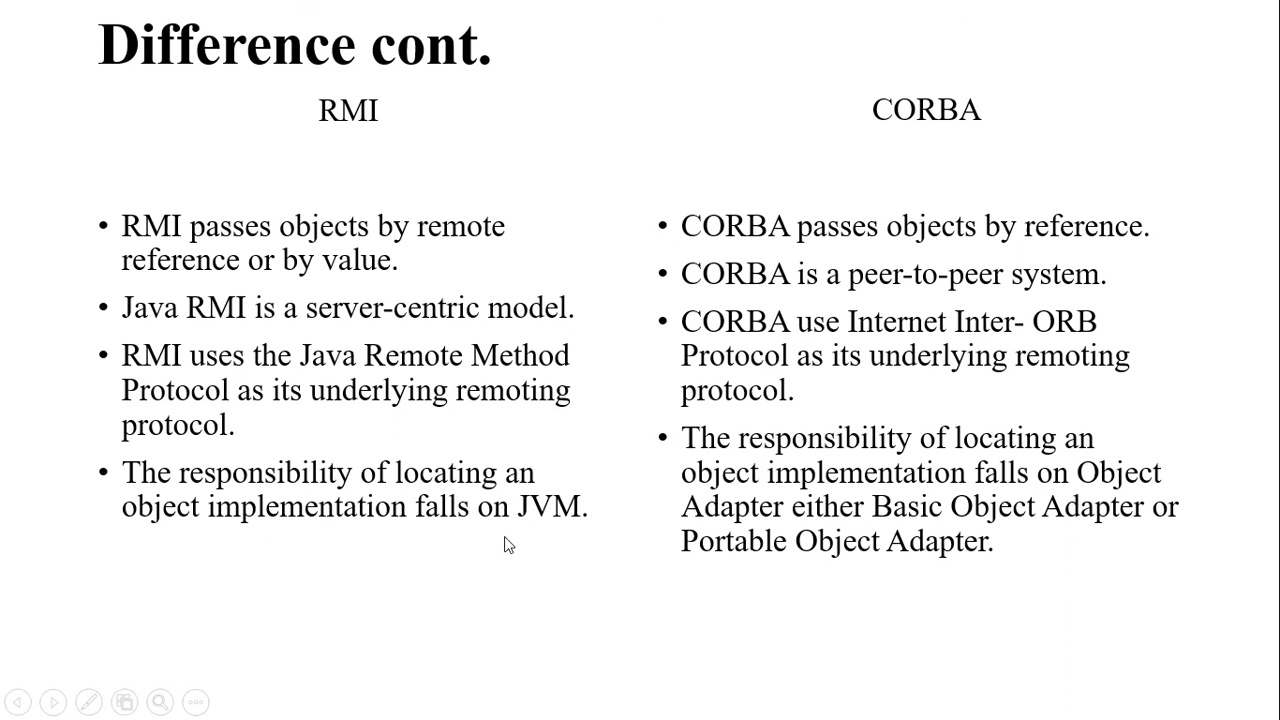 Difference cont.
RMI
• RMI passes objects by remote
reference or by value.
• Java RMI is a server-centric model.
• RMI uses the Java Remote Method
Protocol as its underlying remoting
protocol.
• The responsibility of locating an
object implementation falls on JVM.
CORBA
• CORBA passes objects by reference.
• CORBA is a peer-to-peer system.
• CORBA use Internet Inter- ORB
Protocol as its underlying remoting
protocol.
• The responsibility of locating an
object implementation falls on Object
Adapter either Basic Object Adapter or
Portable Object Adapter.